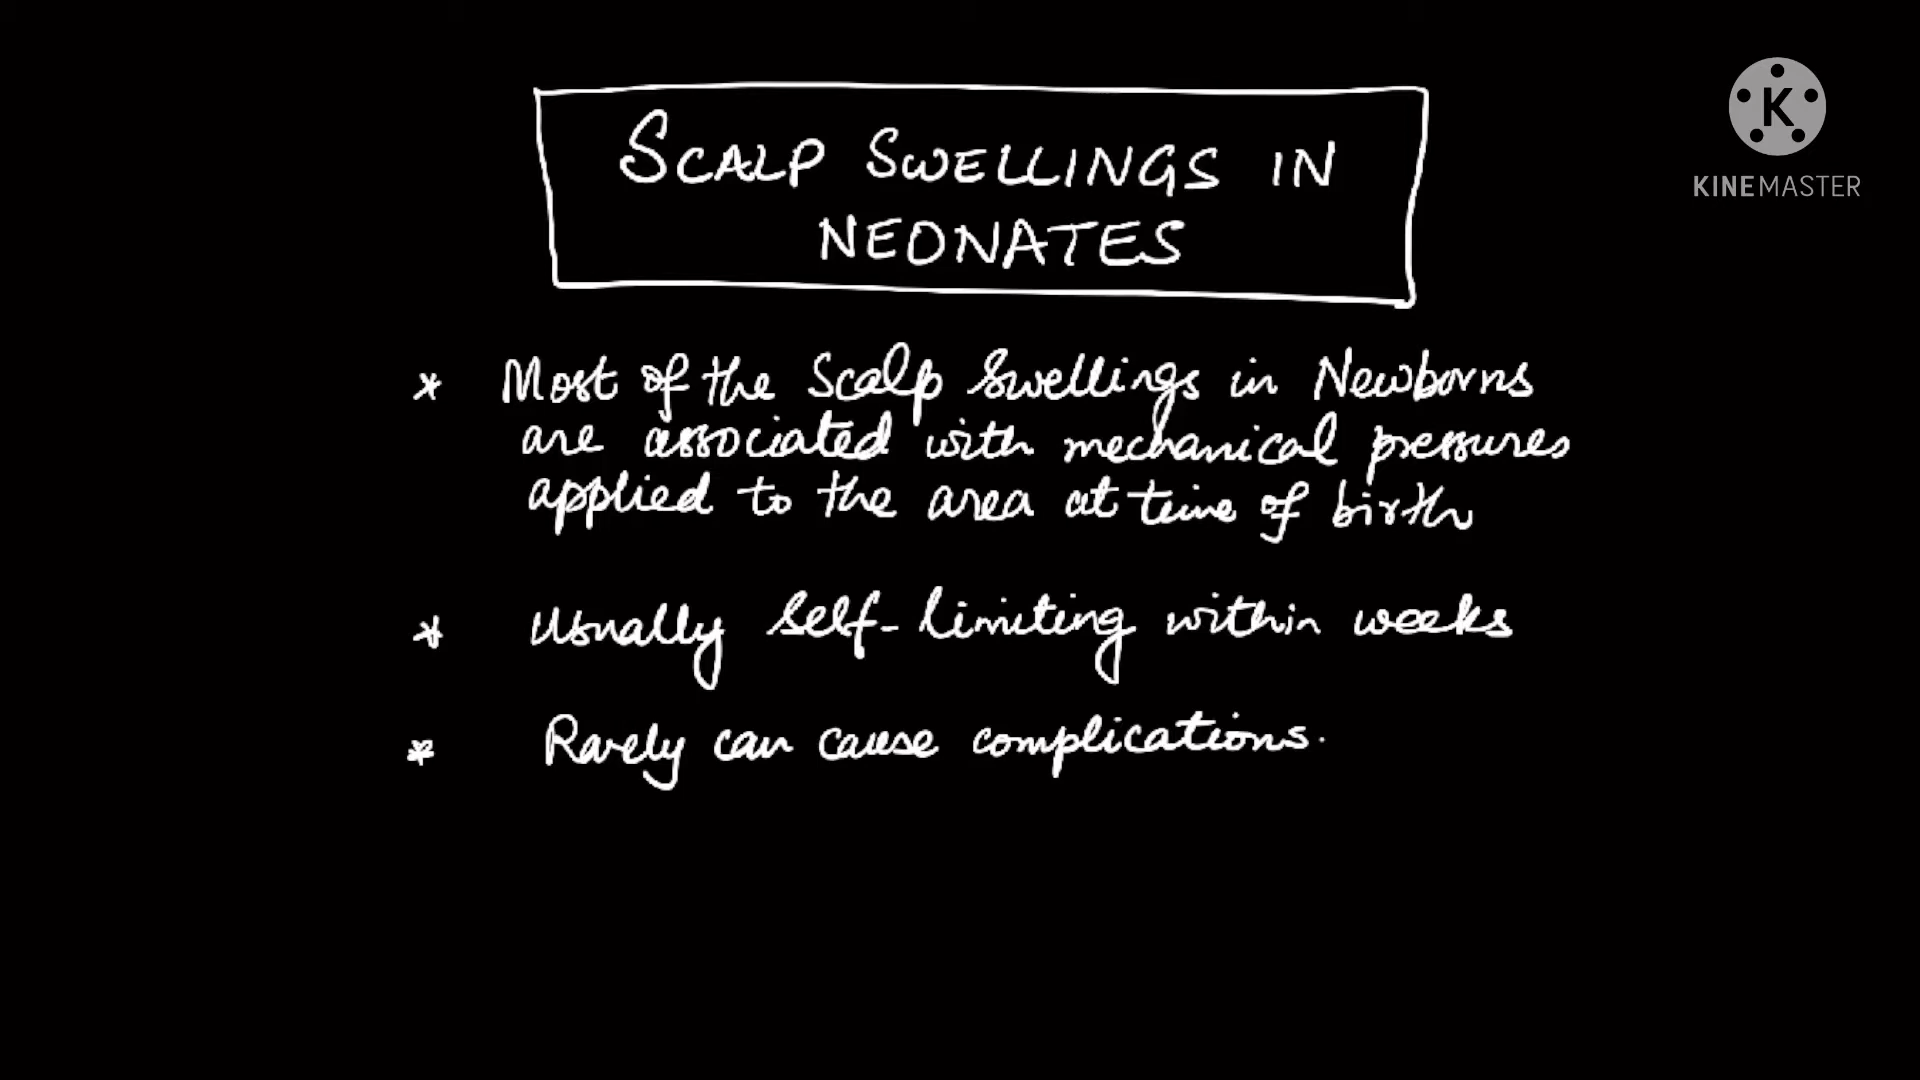 SCALP SWELLINGS IN
NEONATES
K
KINEMASTER
* Most of the Scalp Swellings in Newborns
are associated with mechanical pressures
applied to the area at time of birth
* Usually self-limiting within weeks
* Rarely can cause complications.